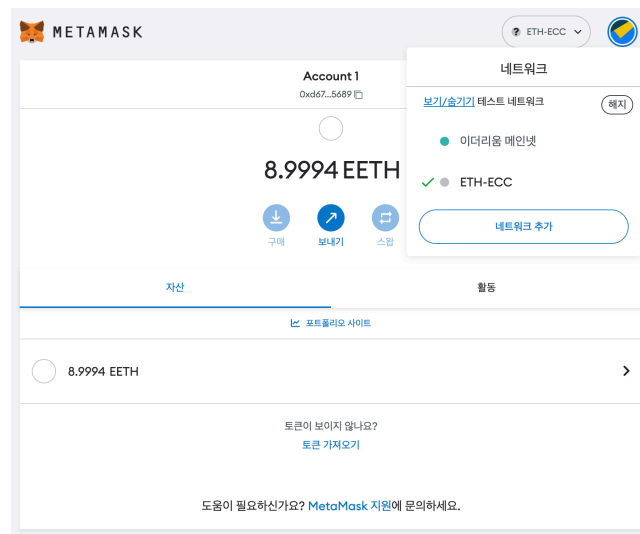 METAMASK
ETH-ECC
Account 1
0xd67...5689
8.9994 EETH
구매
보내기
스왑
네트워크
보기/숨기기 테스트 네트워크
해지
이더리움 메인넷
ETH-ECC
네트워크 추가
자산
활동
포트폴리오 사이트
8.9994 EETH
토큰이 보이지 않나요?
토큰 가져오기
도움이 필요하신가요? MetaMask 지원에 문의하세요.